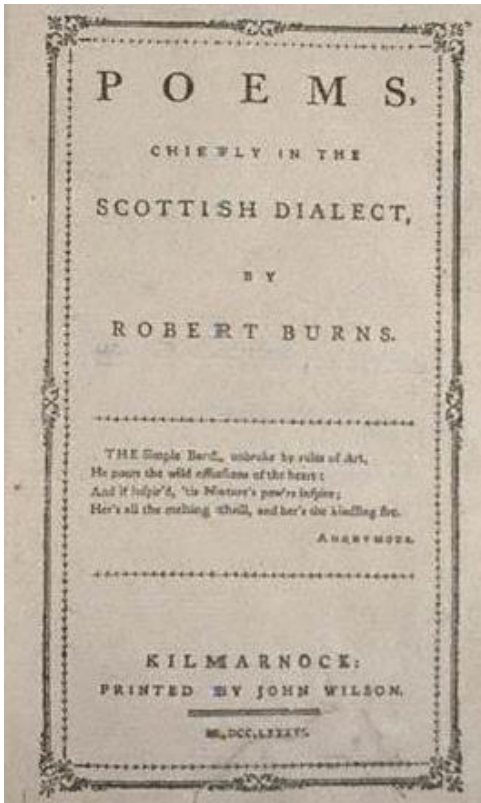 POEMS,
CHIEFLY IN THE
SCOTTISH DIALECT,
BY
ROBERT BURNS.
THE Simple Bard, unbroke by rules of Art,
He pours the wild effusions of the heart:
And if inspir'd, 'tis Nature's pow'rs inspire;
Her's all the melting thrill, and her's the kindling fire.
ANONYMOUS.
KILMARNOCK:
PRINTED BY JOHN WILSON.
M,DCC,LXXXVI.